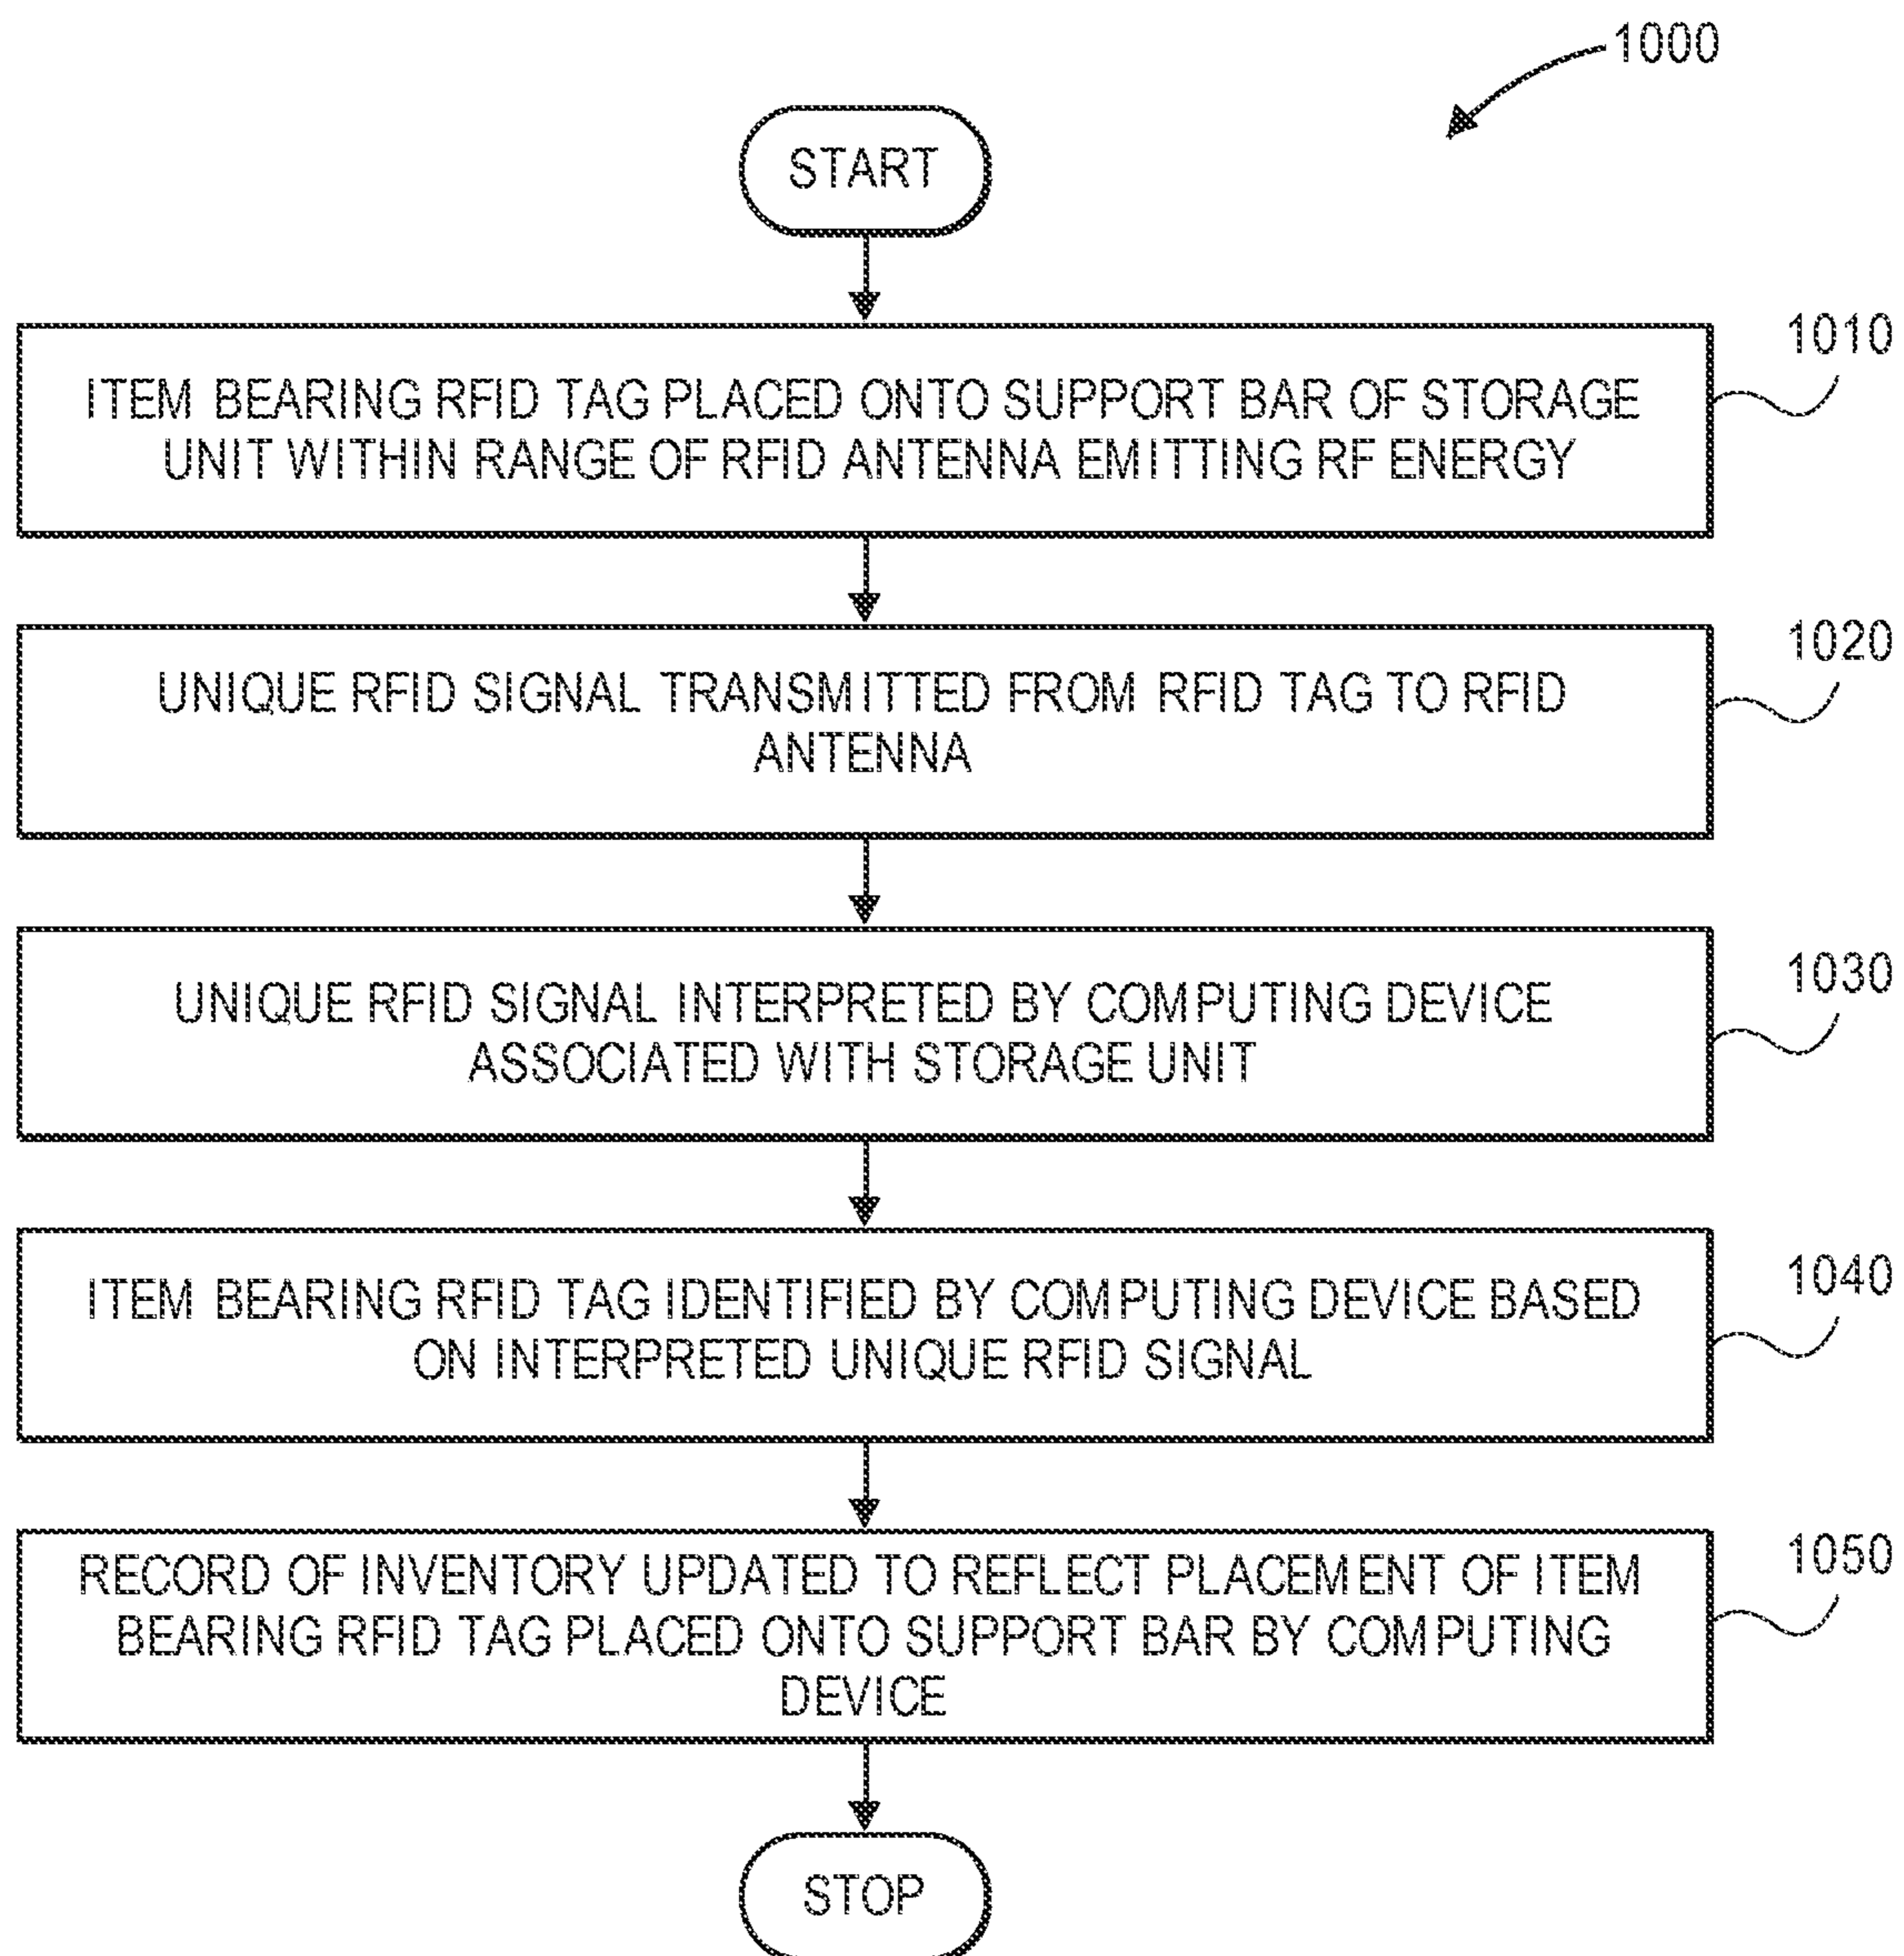 1000
START
1010
ITEM BEARING RFID TAG PLACED ONTO SUPPORT BAR OF STORAGE
UNIT WITHIN RANGE OF RFID ANTENNA EMITTING RF ENERGY
1020
UNIQUE RFID SIGNAL TRANSMITTED FROM RFID TAG TO RFID
ANTENNA
1030
UNIQUE RFID SIGNAL INTERPRETED BY COMPUTING DEVICE
ASSOCIATED WITH STORAGE UNIT
1040
ITEM BEARING RFID TAG IDENTIFIED BY COMPUTING DEVICE BASED
ON INTERPRETED UNIQUE RFID SIGNAL
1050
RECORD OF INVENTORY UPDATED TO REFLECT PLACEMENT OF ITEM
BEARING RFID TAG PLACED ONTO SUPPORT BAR BY COMPUTING
DEVICE
STOP